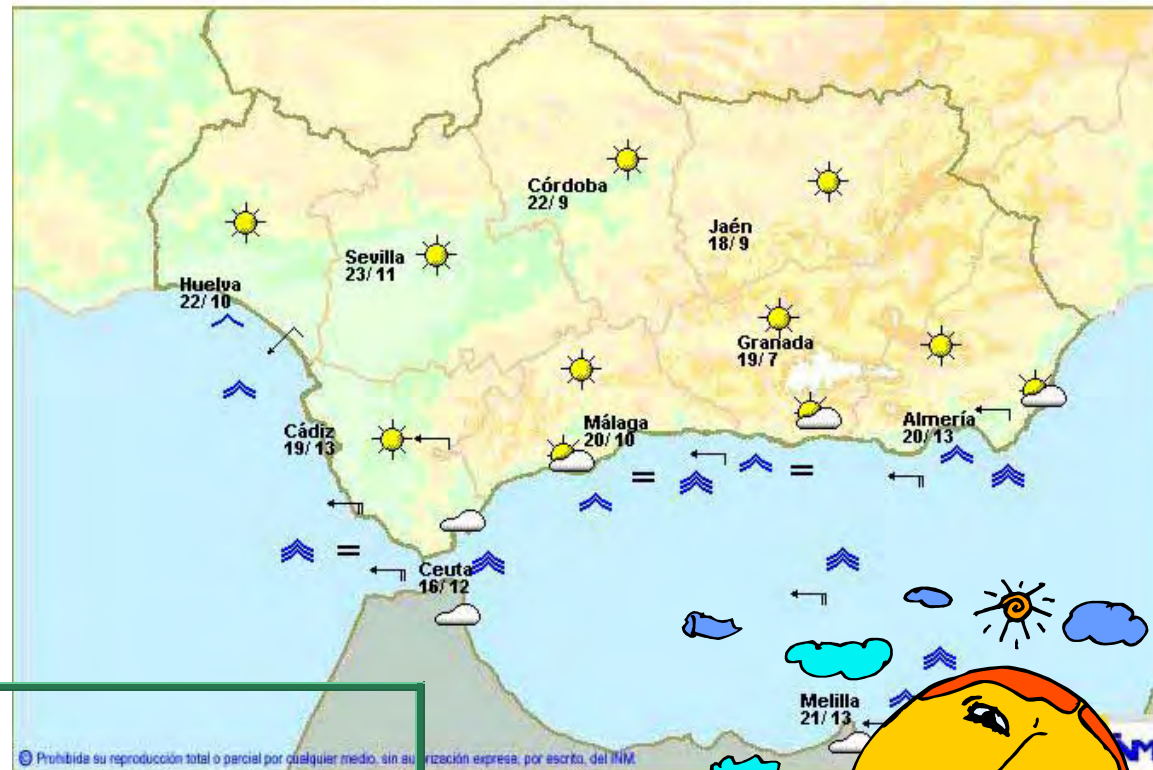 Córdoba
22/ 9
Jaén
18/ 9
Sevilla
23/ 11
Huelva
22/ 10
Granada
19/ 7
Cádiz
19/ 13
Málaga
20/ 10
Almería
20/ 13
Ceuta
16/ 12
Melilla
21/ 13
© Prohibida su reproducción total o parcial por cualquier medio, sin autorización expresa, por escrito, del INM.